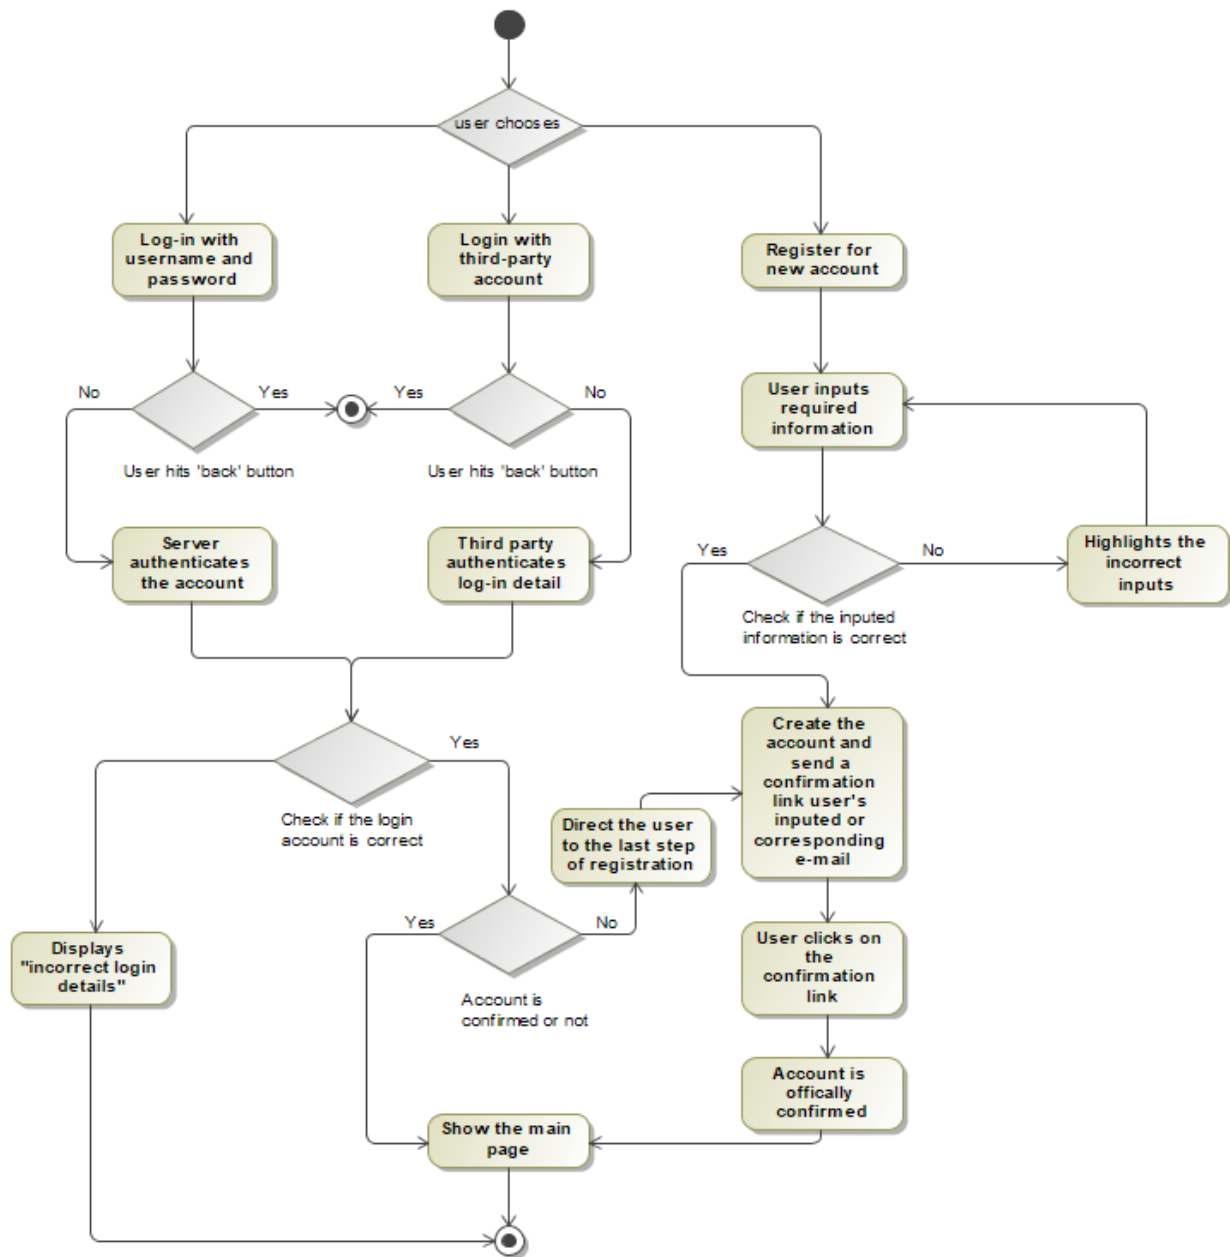 user chooses
Log-in with
username and
password
Login with
third-party
account
Register for
new account
No
Yes
Yes
No
User hits 'back' button
User hits 'back' button
User inputs
required
information
Server
authenticates
the account
Third party
authenticates
log-in detail
Yes
No
Highlights the
incorrect
inputs
Check if the inputed
information is correct
Yes
Check if the login
account is correct
Create the
account and
send a
confirmation
link user's
inputed or
corresponding
e-mail
Direct the user
to the last step
of registration
Yes
No
Displays
"incorrect login
details"
Account is
confirmed or not
User clicks on
the
confirmation
link
Account is
offically
confirmed
Show the main
page